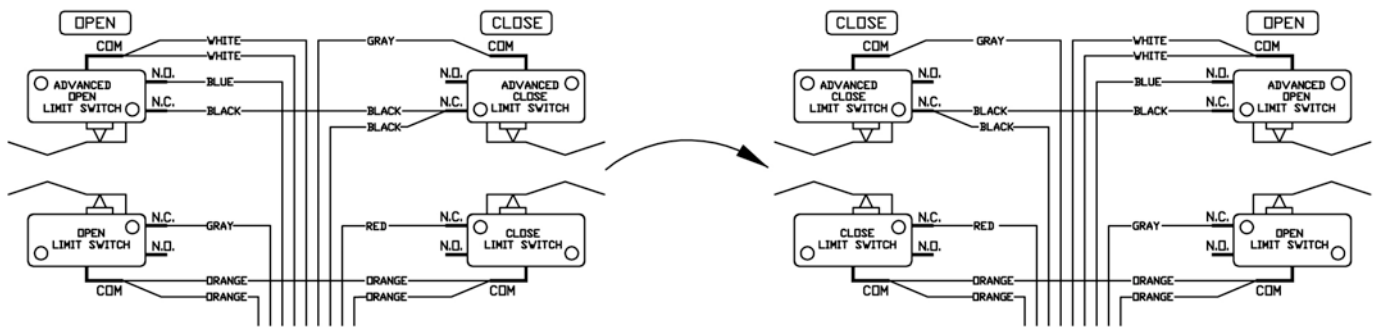 OPEN
CLOSE
COM
WHITE
GRAY
COM
WHITE
N.O.
BLUE
N.O.
ADVANCED
OPEN
LIMIT SWITCH
ADVANCED
CLOSE
LIMIT SWITCH
N.C.
BLACK
BLACK
N.C.
BLACK
N.C.
GRAY
RED
N.C.
OPEN
LIMIT SWITCH
CLOSE
LIMIT SWITCH
N.O.
N.O.
COM
ORANGE
ORANGE
COM
ORANGE
ORANGE
CLOSE
OPEN
COM
GRAY
WHITE
COM
WHITE
N.O.
BLUE
N.O.
ADVANCED
CLOSE
LIMIT SWITCH
ADVANCED
OPEN
LIMIT SWITCH
N.C.
BLACK
BLACK
N.C.
BLACK
N.C.
RED
GRAY
N.C.
CLOSE
LIMIT SWITCH
OPEN
LIMIT SWITCH
N.O.
N.O.
COM
ORANGE
ORANGE
COM
ORANGE
ORANGE